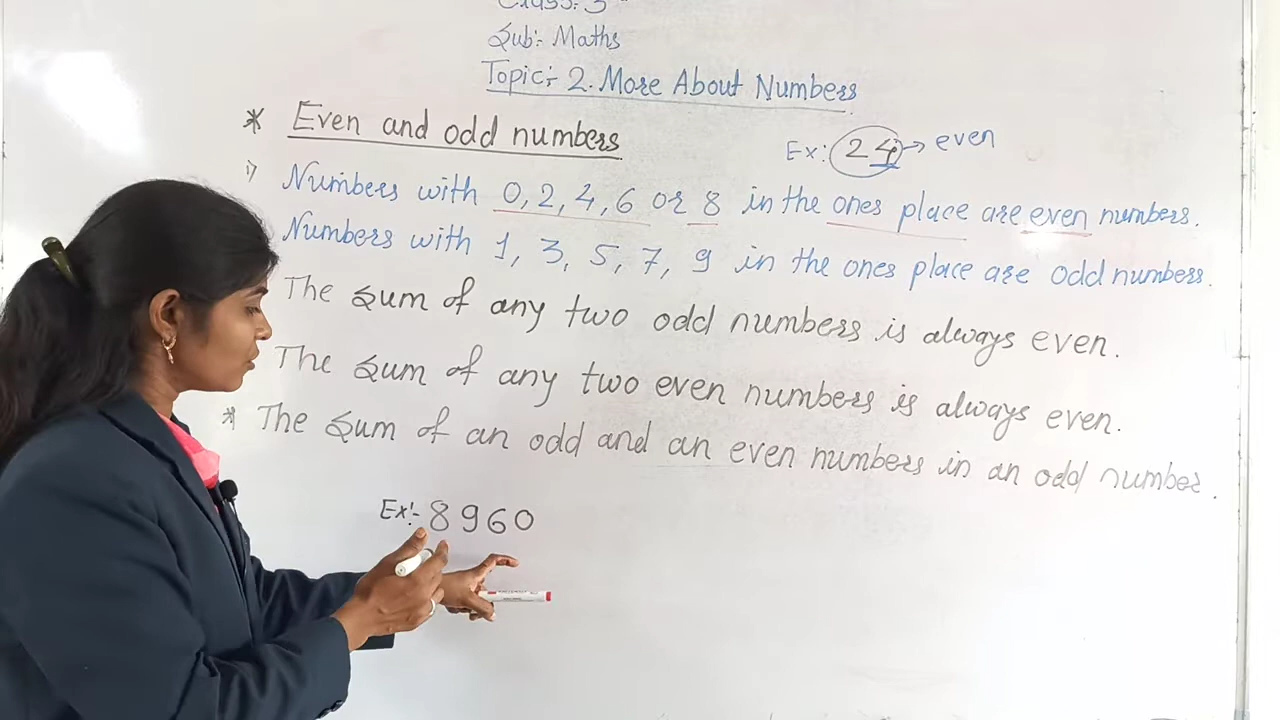 Class: 3
Sub:- Maths
Topic:- 2. More About Numbers.
* Even and odd numbers
Ex: 24 → even
1) Numbers with 0, 2, 4, 6 or 8 in the ones place are even numbers.
Numbers with 1, 3, 5, 7, 9 in the ones place are odd numbers.
The Sum of any two odd numbers is always even.
The Sum of any two even numbers is always even.
* The Sum of an odd and an even numbers in an odd number.
Ex:- 8960